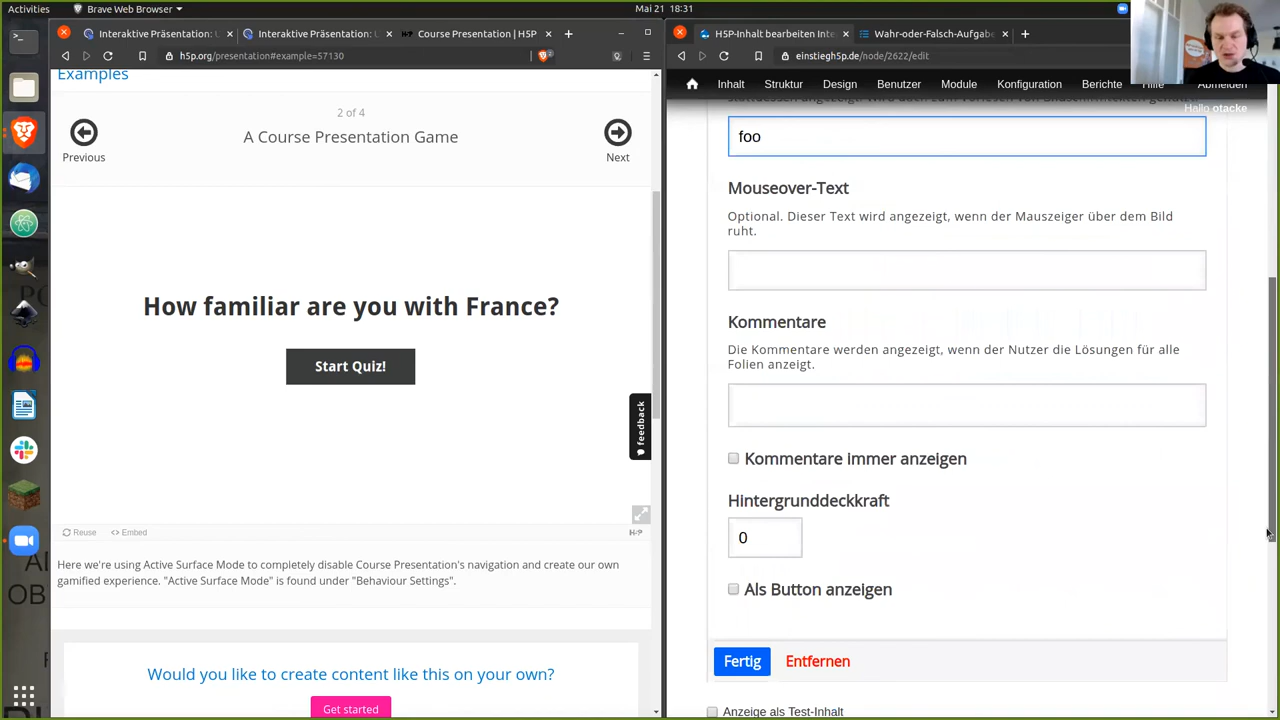 Activities
Brave Web Browser
Mai 21 18:31
Interaktive Präsentation: U
Interaktive Präsentation: U
Course Presentation | H5P
h5p.org/presentation#example=57130
2
Examples
2 of 4
A Course Presentation Game
Previous
Next
How familiar are you with France?
Start Quiz!
feedback
Reuse
Embed
H5P
Here we're using Active Surface Mode to completely disable Course Presentation's navigation and create our own
gamified experience. "Active Surface Mode" is found under "Behaviour Settings".
Would you like to create content like this on your own?
Get started
H5P-Inhalt bearbeiten Inte
Wahr-oder-Falsch-Aufgabe
einstiegh5p.de/node/2622/edit
Inhalt
Struktur
Design
Benutzer
Module
Konfiguration
Berichte
Hilfe
Abmelden
Hallo otacke
foo
Mouseover-Text
Optional. Dieser Text wird angezeigt, wenn der Mauszeiger über dem Bild
ruht.
Kommentare
Die Kommentare werden angezeigt, wenn der Nutzer die Lösungen für alle
Folien anzeigt.
Kommentare immer anzeigen
Hintergrunddeckkraft
0
Als Button anzeigen
Fertig
Entfernen
Anzeige als Test-Inhalt